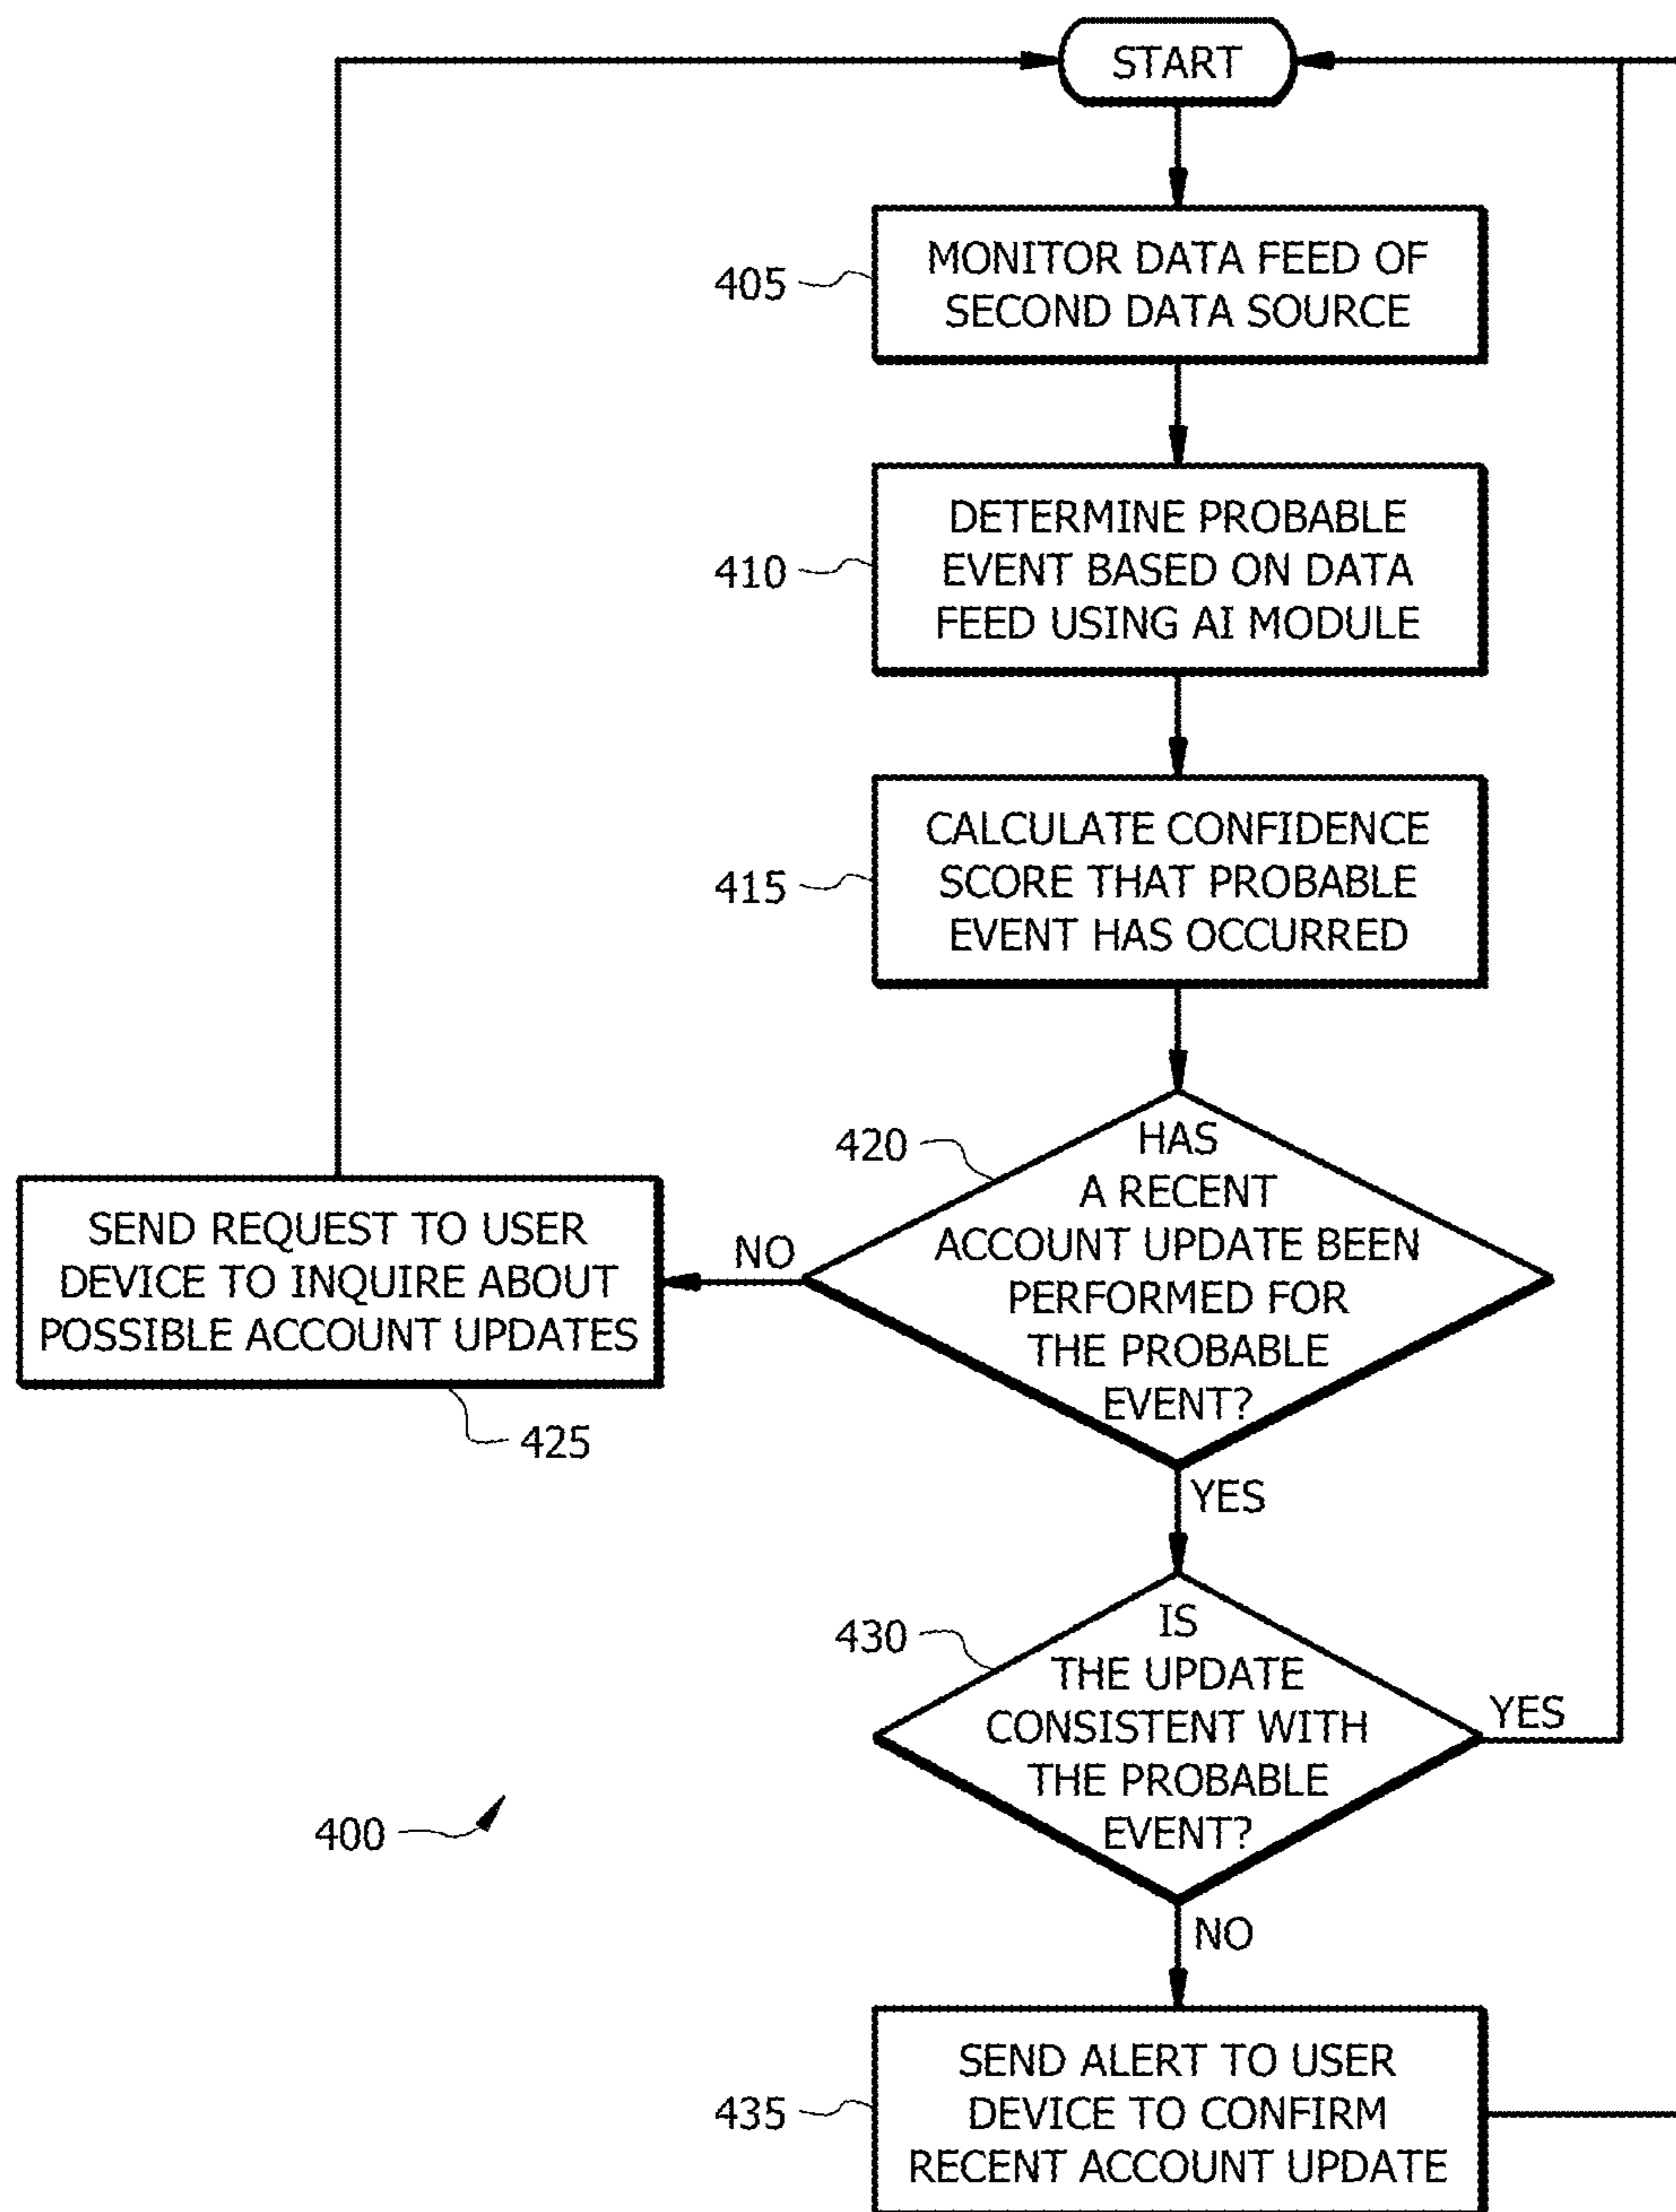 START
405
MONITOR DATA FEED OF
SECOND DATA SOURCE
410
DETERMINE PROBABLE
EVENT BASED ON DATA
FEED USING AI MODULE
415
CALCULATE CONFIDENCE
SCORE THAT PROBABLE
EVENT HAS OCCURRED
420
HAS
A RECENT
ACCOUNT UPDATE BEEN
PERFORMED FOR
THE PROBABLE
EVENT?
NO
SEND REQUEST TO USER
DEVICE TO INQUIRE ABOUT
POSSIBLE ACCOUNT UPDATES
425
YES
430
IS
THE UPDATE
CONSISTENT WITH
THE PROBABLE
EVENT?
YES
400
NO
435
SEND ALERT TO USER
DEVICE TO CONFIRM
RECENT ACCOUNT UPDATE